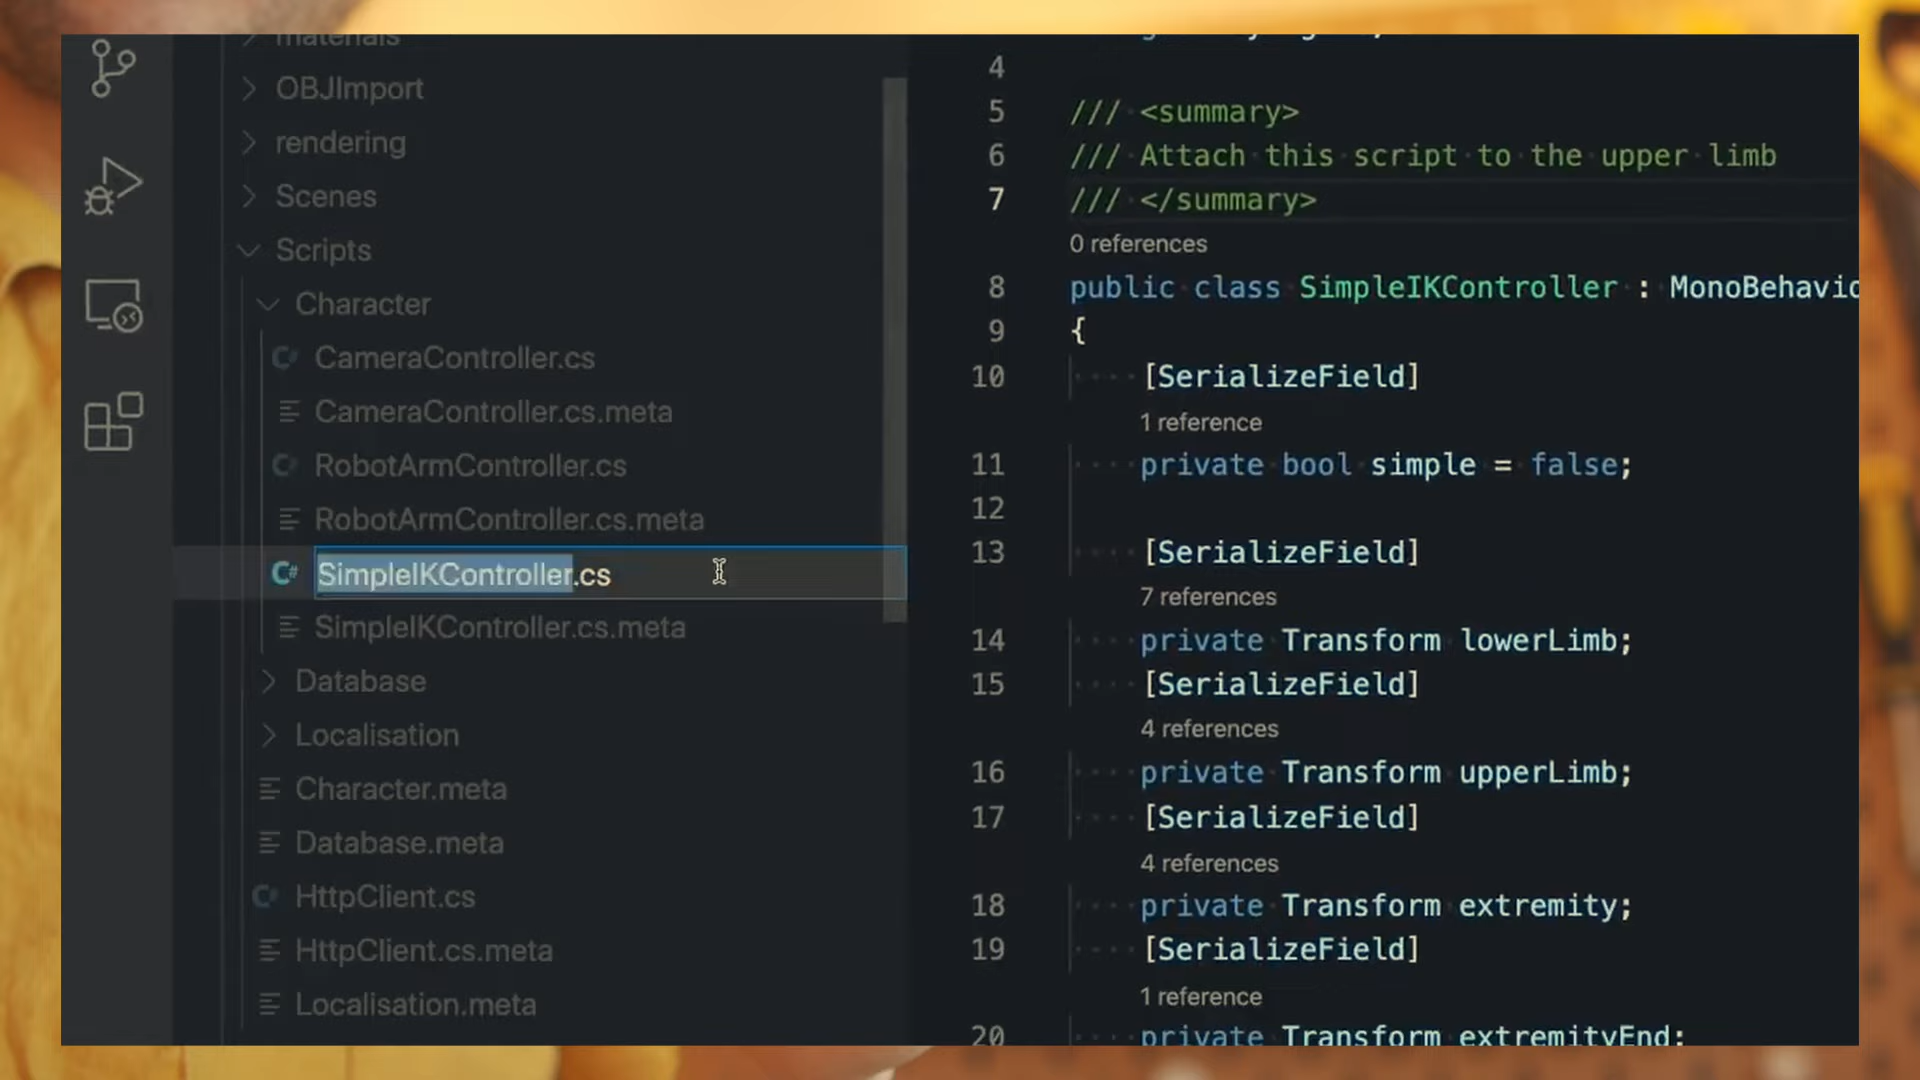 materials
OBJImport
rendering
Scenes
Scripts
Character
CameraController.cs
CameraController.cs.meta
RobotArmController.cs
RobotArmController.cs.meta
SimpleIKController.cs
SimpleIKController.cs.meta
Database
Localisation
Character.meta
Database.meta
HttpClient.cs
HttpClient.cs.meta
Localisation.meta
4
5 /// <summary>
6 /// Attach this script to the upper limb
7 /// </summary>
0 references
8 public class SimpleIKController : MonoBehavio
9 {
10 [SerializeField]
1 reference
11 private bool simple = false;
12
13 [SerializeField]
7 references
14 private Transform lowerLimb;
15 [SerializeField]
4 references
16 private Transform upperLimb;
17 [SerializeField]
4 references
18 private Transform extremity;
19 [SerializeField]
1 reference
20 private Transform extremityEnd;